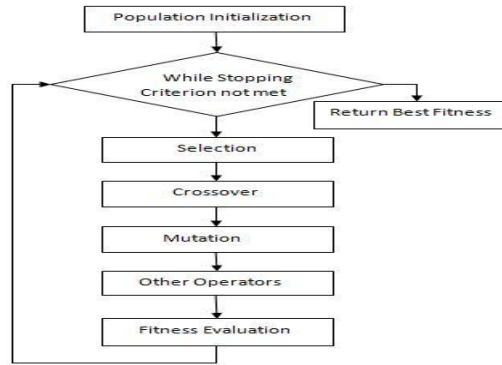 Population Initialization
While Stopping
Criterion not met
Return Best Fitness
Selection
Crossover
Mutation
Other Operators
Fitness Evaluation